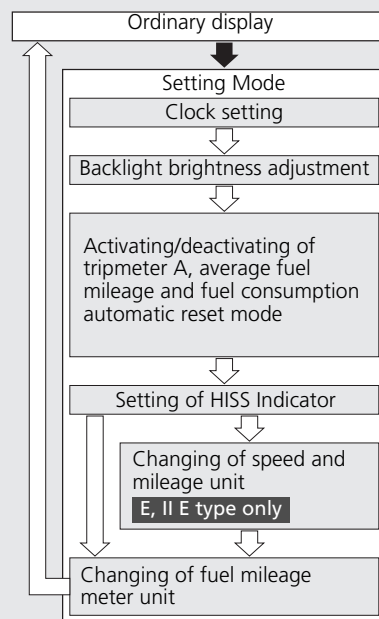 Ordinary display
Setting Mode
Clock setting
Backlight brightness adjustment
Activating/deactivating of
tripmeter A, average fuel
mileage and fuel consumption
automatic reset mode
Setting of HISS Indicator
Changing of speed and
mileage unit
E, II E type only
Changing of fuel mileage
meter unit